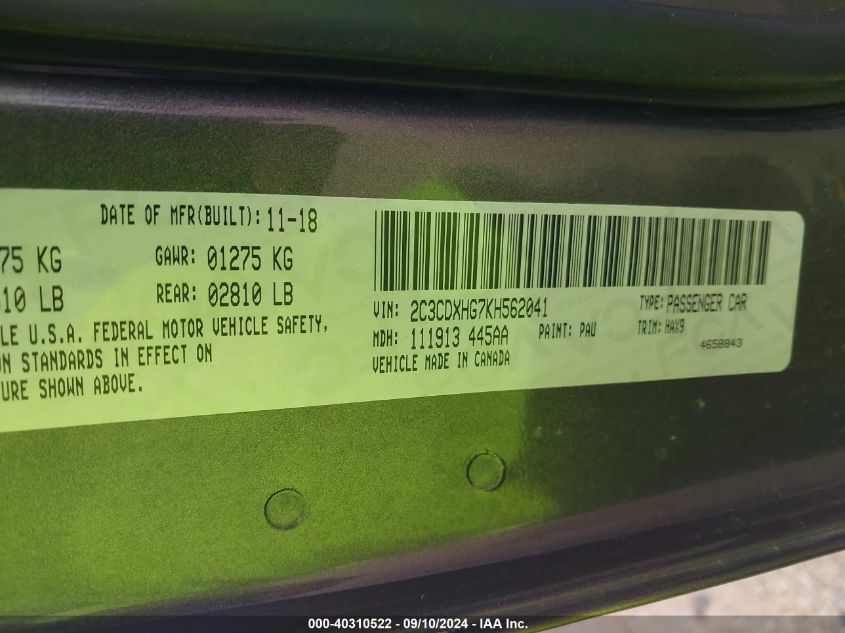 DATE OF MFR(BUILT): 11-18
75 KG GAWR: 01275 KG
10 LB REAR: 02810 LB
LE U.S.A. FEDERAL MOTOR VEHICLE SAFETY,
ON STANDARDS IN EFFECT ON
URE SHOWN ABOVE.
VIN: 2C3CDXHG7KH562041 TYPE: PASSENGER CAR
MDH: 111913 445AA PAINT: PAU TRIM: HAX9
VEHICLE MADE IN CANADA 4658843
000-40310522 - 09/10/2024 - IAA Inc.